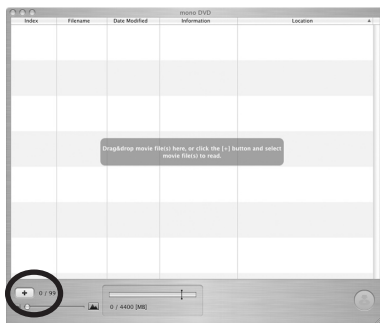 mono DVD
Index Filename Date Modified Information Location
Drag&drop movie file(s) here, or click the [+] button and select
movie file(s) to read.
+ 0 / 99
0 / 4400 [MB]